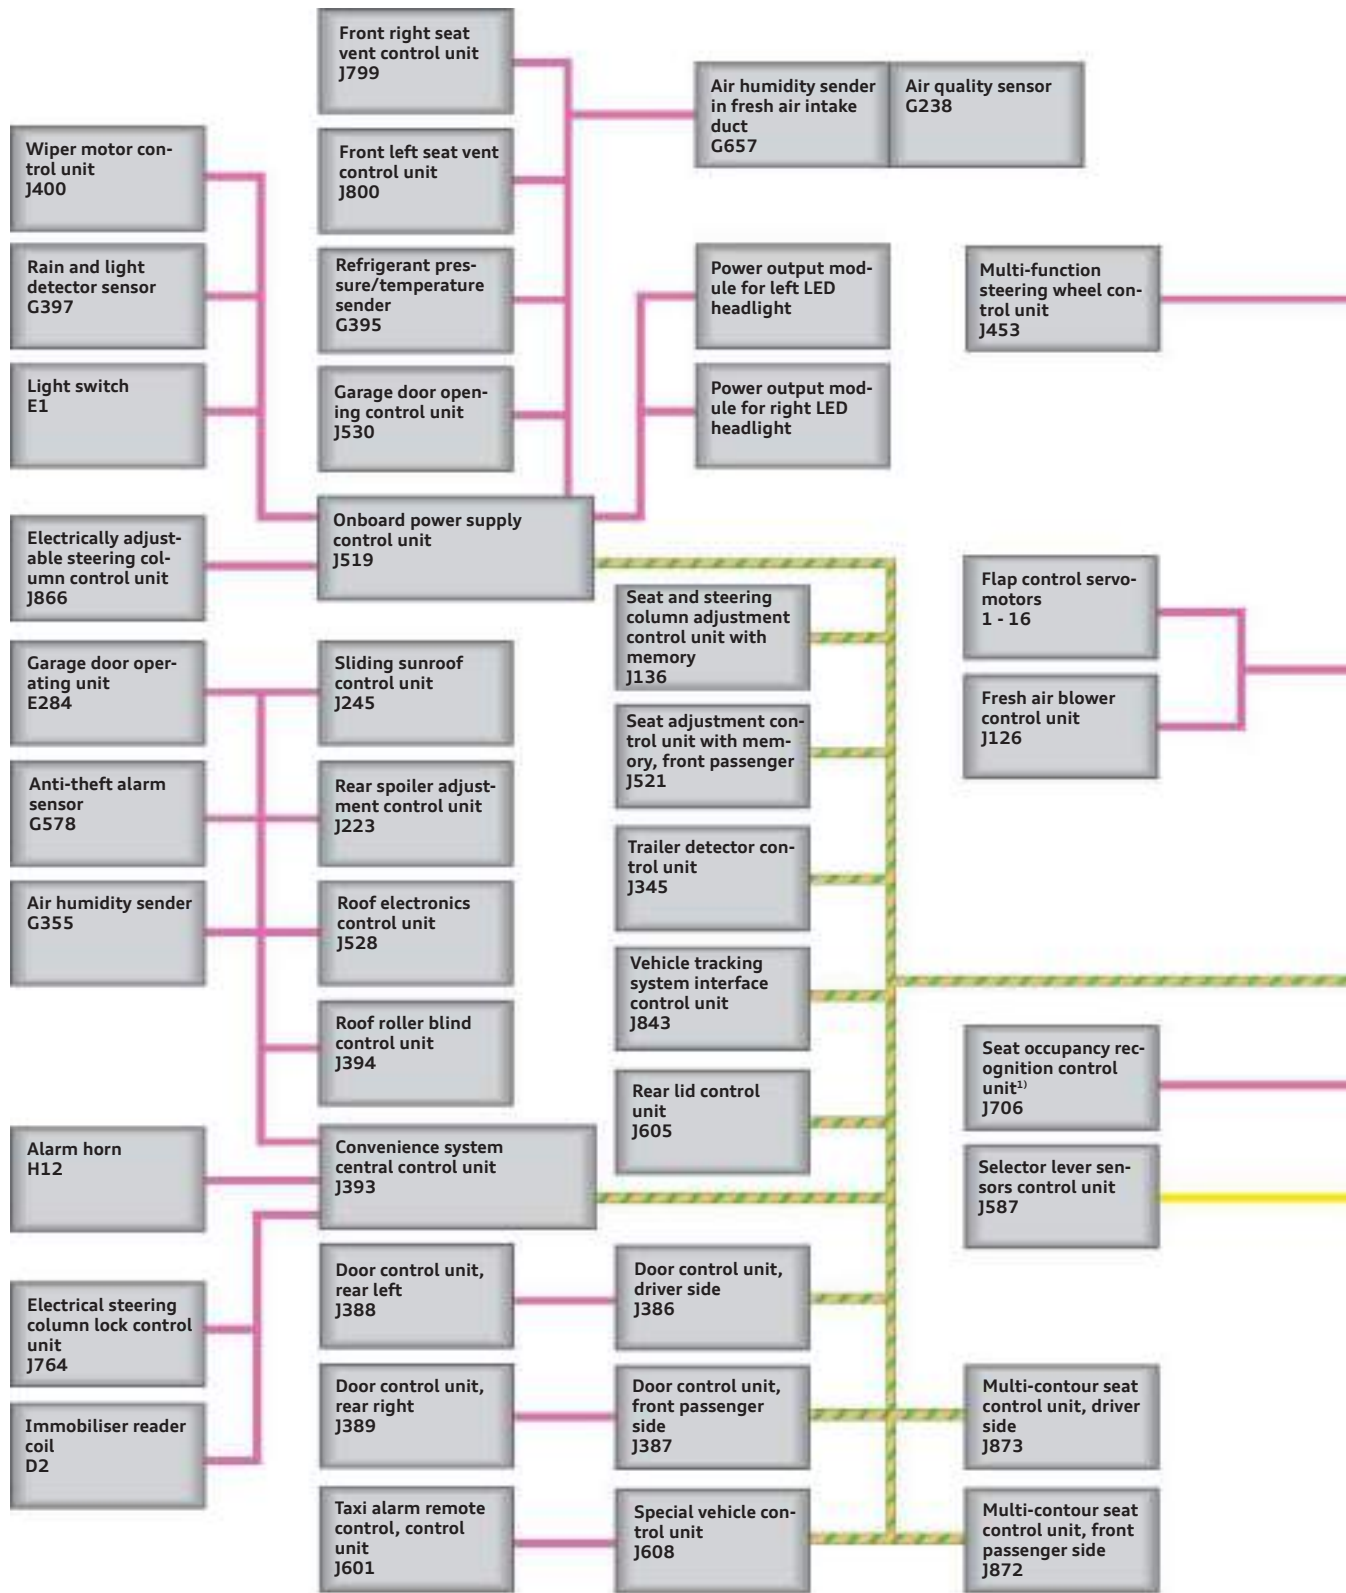 Front right seat
vent control unit
J799
Air humidity sender
in fresh air intake
duct
G657
Air quality sensor
G238
Wiper motor con-
trol unit
J400
Front left seat vent
control unit
J800
Rain and light
detector sensor
G397
Refrigerant pres-
sure/temperature
sender
G395
Power output mod-
ule for left LED
headlight
Multi-function
steering wheel con-
trol unit
J453
Light switch
E1
Garage door open-
ing control unit
J530
Power output mod-
ule for right LED
headlight
Electrically adjust-
able steering col-
umn control unit
J866
Onboard power supply
control unit
J519
Seat and steering
column adjustment
control unit with
memory
J136
Flap control servo-
motors
1 - 16
Garage door oper-
ating unit
E284
Sliding sunroof
control unit
J245
Seat adjustment con-
trol unit with mem-
ory, front passenger
J521
Fresh air blower
control unit
J126
Anti-theft alarm
sensor
G578
Rear spoiler adjust-
ment control unit
J223
Trailer detector con-
trol unit
J345
Air humidity sender
G355
Roof electronics
control unit
J528
Vehicle tracking
system interface
control unit
J843
Roof roller blind
control unit
J394
Rear lid control
unit
J605
Seat occupancy rec-
ognition control
unit¹⁾
J706
Alarm horn
H12
Convenience system
central control unit
J393
Selector lever sen-
sors control unit
J587
Electrical steering
column lock control
unit
J764
Door control unit,
rear left
J388
Door control unit,
driver side
J386
Immobiliser reader
coil
D2
Door control unit,
rear right
J389
Door control unit,
front passenger
side
J387
Multi-contour seat
control unit, driver
side
J873
Taxi alarm remote
control, control
unit
J601
Special vehicle con-
trol unit
J608
Multi-contour seat
control unit, front
passenger side
J872